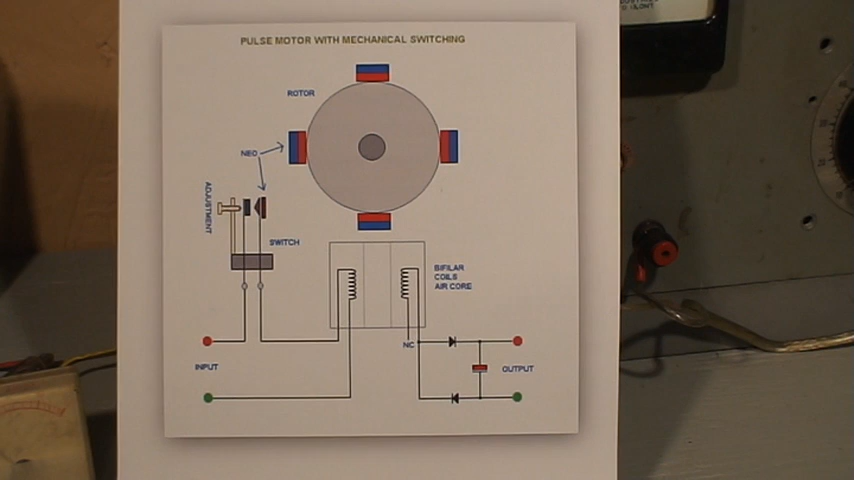 PULSE MOTOR WITH MECHANICAL SWITCHING
ROTOR
NEO
ADJUSTMENT
SWITCH
BIFILAR
COILS
AIR CORE
NC
INPUT
OUTPUT